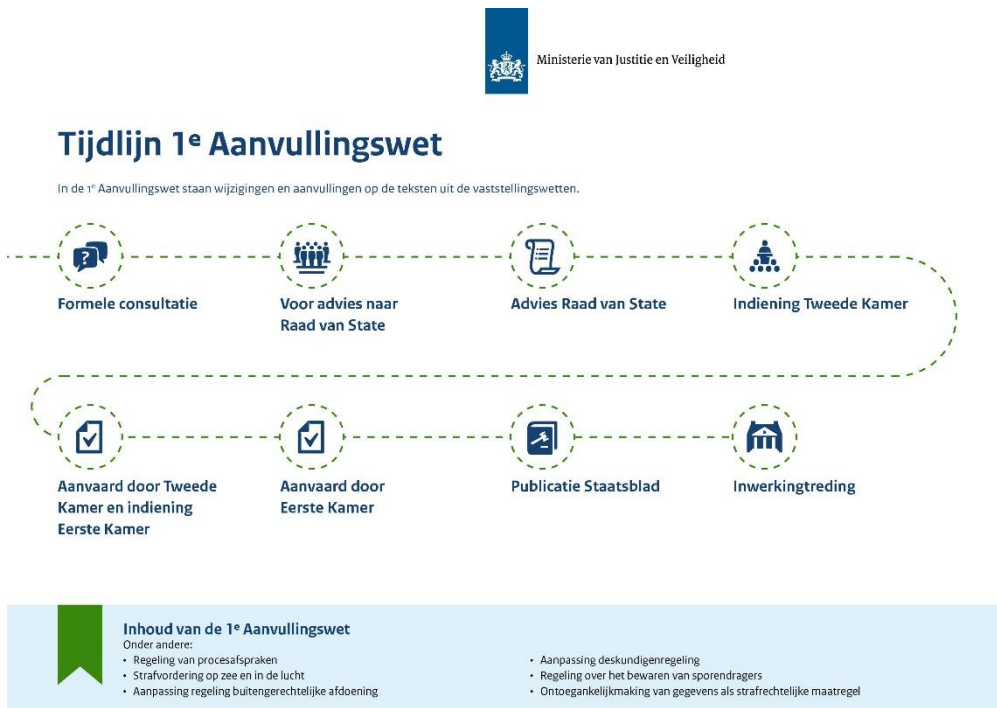 Ministerie van Justitie en Veiligheid
Tijdlijn 1e Aanvullingswet
In de 1e Aanvullingswet staan wijzigingen en aanvullingen op de teksten uit de vaststellingswetten.
?
Formele consultatie
Voor advies naar
Raad van State
Advies Raad van State
Indiening Tweede Kamer
Aanvaard door Tweede
Kamer en indiening
Eerste Kamer
Aanvaard door
Eerste Kamer
Publicatie Staatsblad
Inwerkingtreding
Inhoud van de 1e Aanvullingswet
Onder andere:
• Regeling van procesafspraken
• Strafvordering op zee en in de lucht
• Aanpassing regeling buitengerechtelijke afdoening
• Aanpassing deskundigenregeling
• Regeling over het bewaren van sporendragers
• Ontoegankelijkmaking van gegevens als strafrechtelijke maatregel